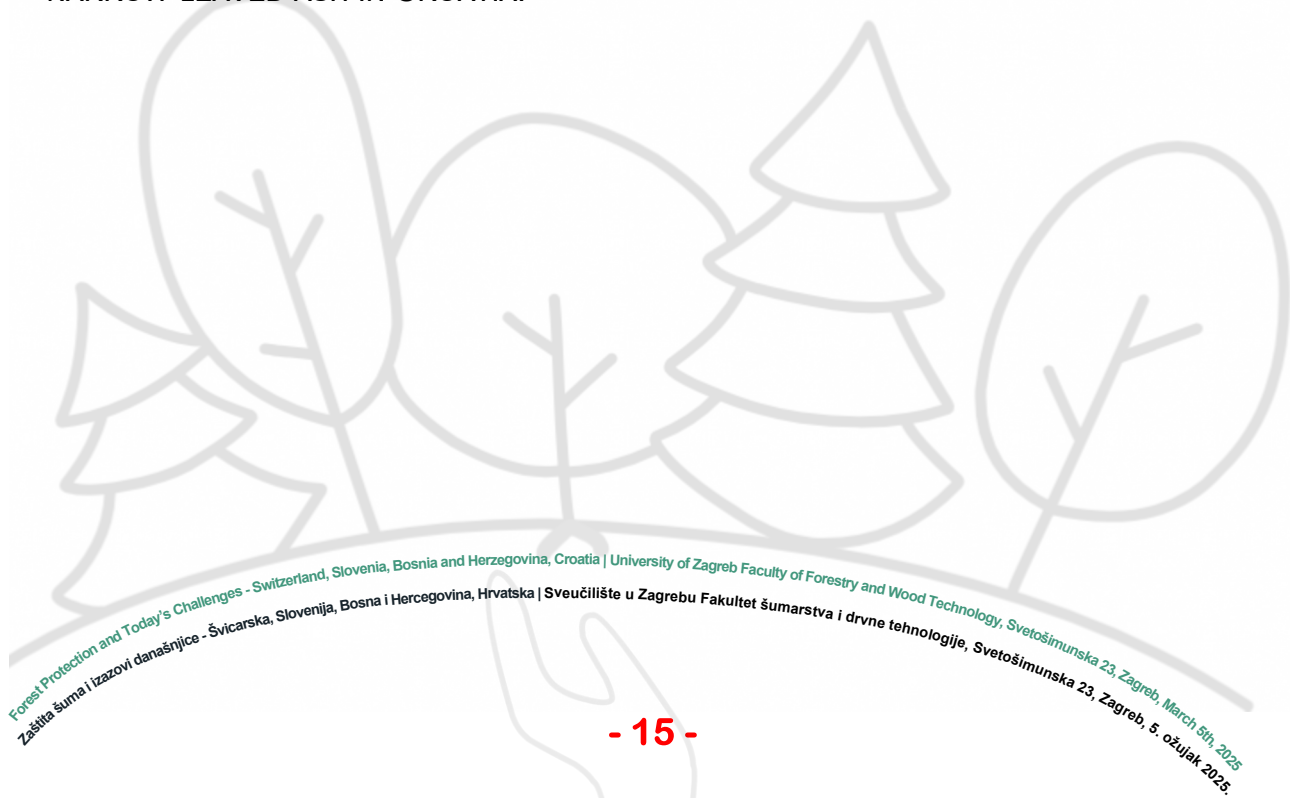 Forest Protection and Today's Challenges - Switzerland, Slovenia, Bosnia and Herzegovina, Croatia | University of Zagreb Faculty of Forestry and Wood Technology, Svetošimunska 23, Zagreb, March 5th, 2025
Zaštita šuma i izazovi današnjice - Švicarska, Slovenija, Bosna i Hercegovina, Hrvatska | Sveučilište u Zagrebu Fakultet šumarstva i drvne tehnologije, Svetošimunska 23, Zagreb, 5. ožujak 2025.
- 15 -